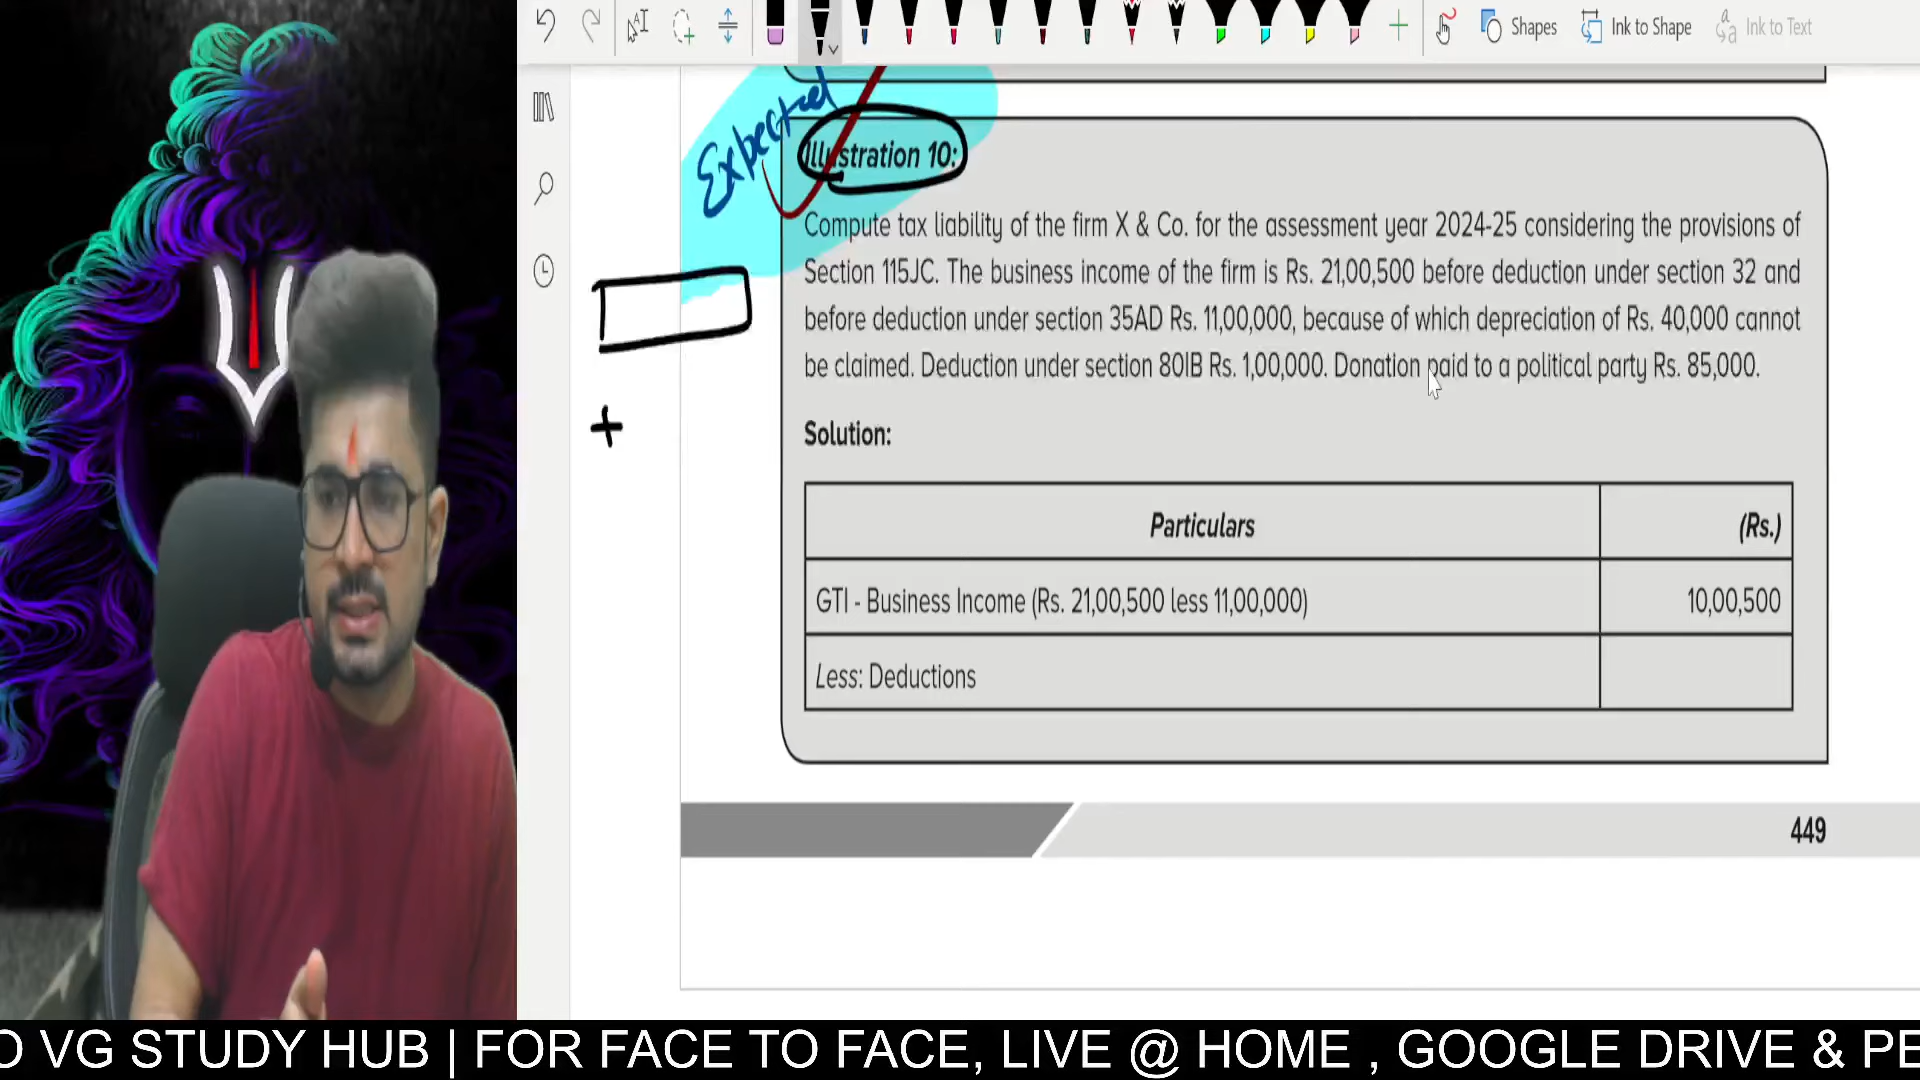 Shapes
Ink to Shape
Ink to Text
Expected
Illustration 10:
Compute tax liability of the firm X & Co. for the assessment year 2024-25 considering the provisions of
Section 115JC. The business income of the firm is Rs. 21,00,500 before deduction under section 32 and
before deduction under section 35AD Rs. 11,00,000, because of which depreciation of Rs. 40,000 cannot
be claimed. Deduction under section 80IB Rs. 1,00,000. Donation paid to a political party Rs. 85,000.
+
Solution:
Particulars (Rs.)
GTI - Business Income (Rs. 21,00,500 less 11,00,000) 10,00,500
Less: Deductions
449
O VG STUDY HUB | FOR FACE TO FACE, LIVE @ HOME , GOOGLE DRIVE & PE